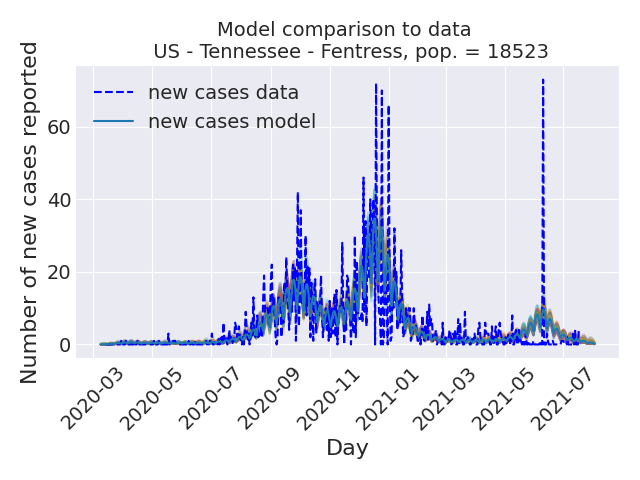 Model comparison to data
US - Tennessee - Fentress, pop. = 18523
Number of new cases reported
new cases data
new cases model
60
40
20
0
2020-03
2020-05
2020-07
2020-09
2020-11
2021-01
2021-03
2021-05
2021-07
Day